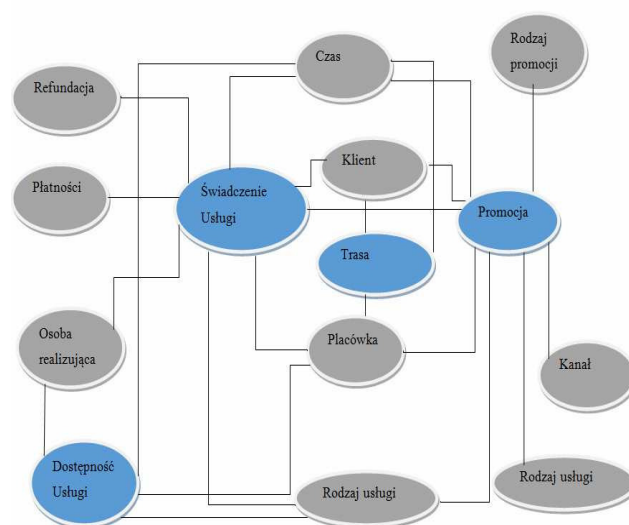 Czas
Rodzaj
promocji
Refundacja
Klient
Płatności
Świadczenie
Usługi
Promocja
Trasa
Osoba
realizująca
Placówka
Kanał
Dostępność
Usługi
Rodzaj usługi
Rodzaj usługi